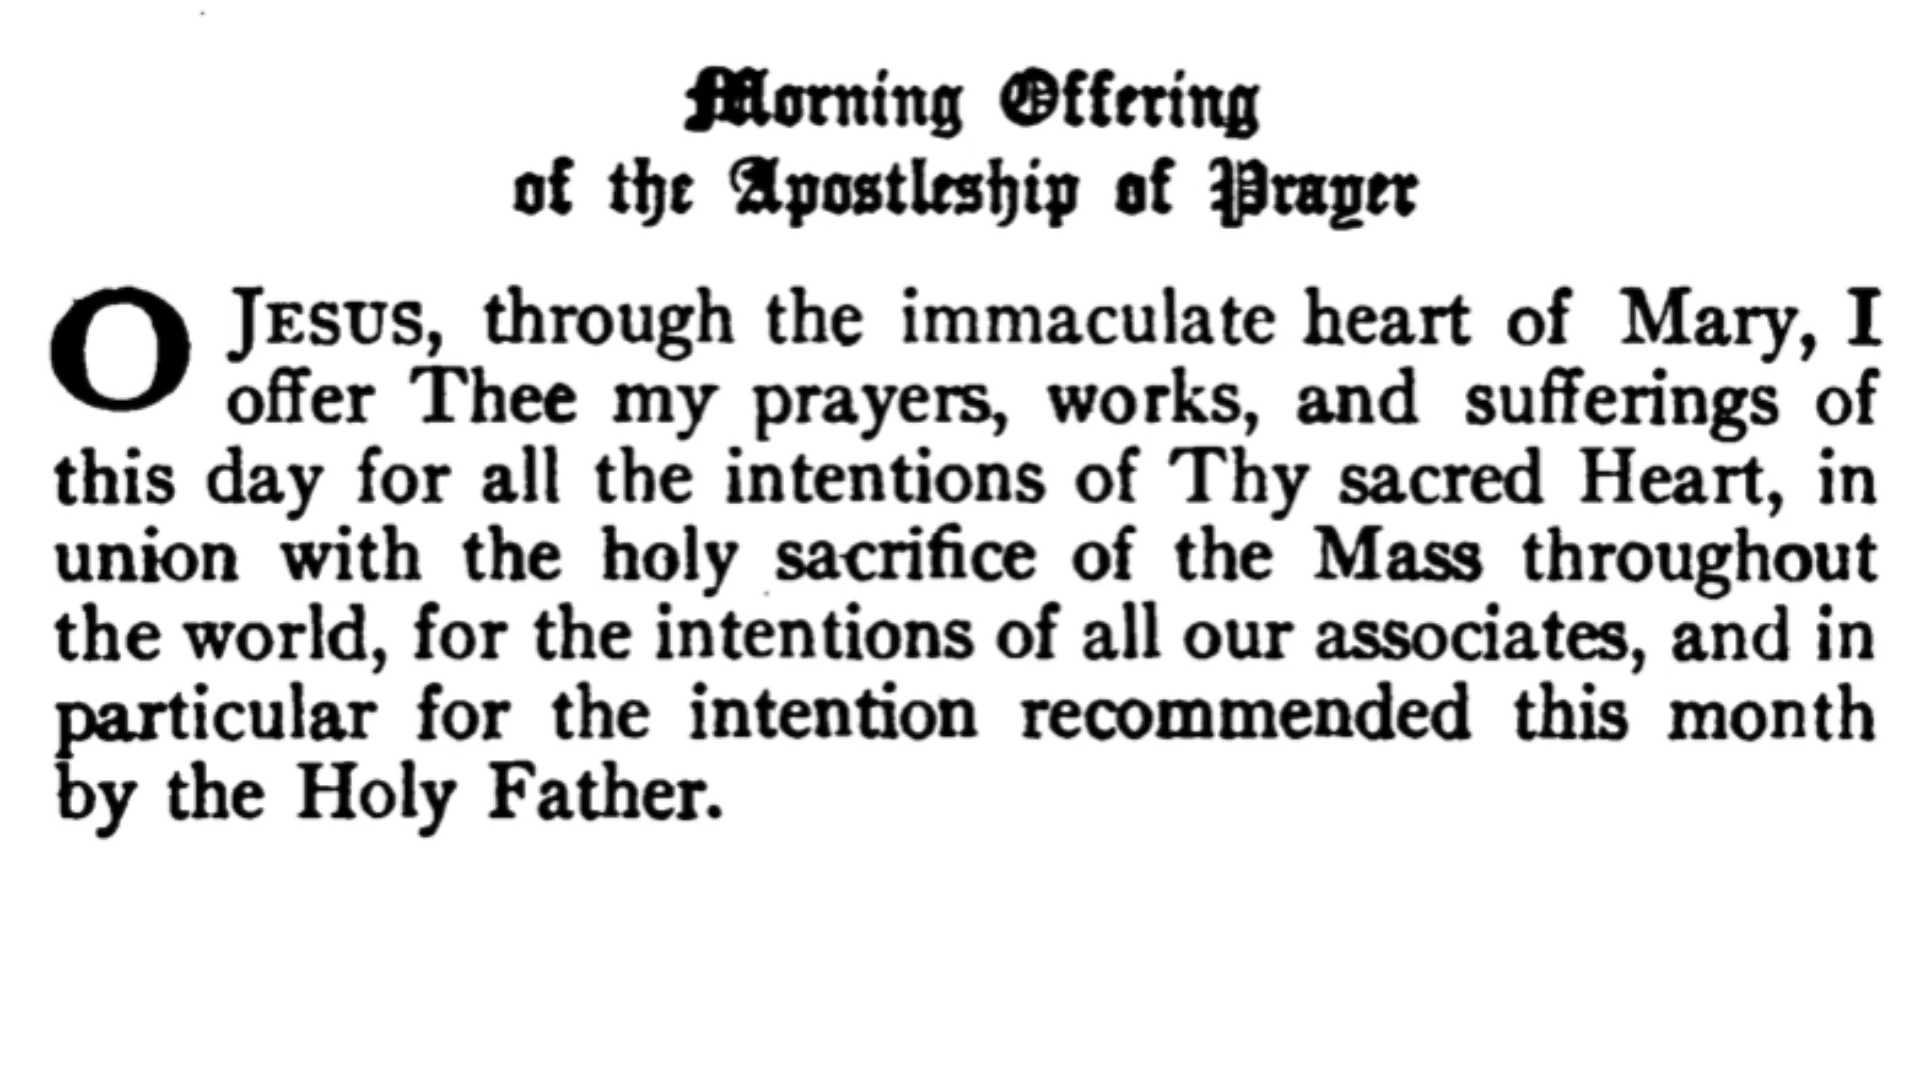 Morning Offering
of the Apostleship of Prayer
O JESUS, through the immaculate heart of Mary, I
offer Thee my prayers, works, and sufferings of
this day for all the intentions of Thy sacred Heart, in
union with the holy sacrifice of the Mass throughout
the world, for the intentions of all our associates, and in
particular for the intention recommended this month
by the Holy Father.